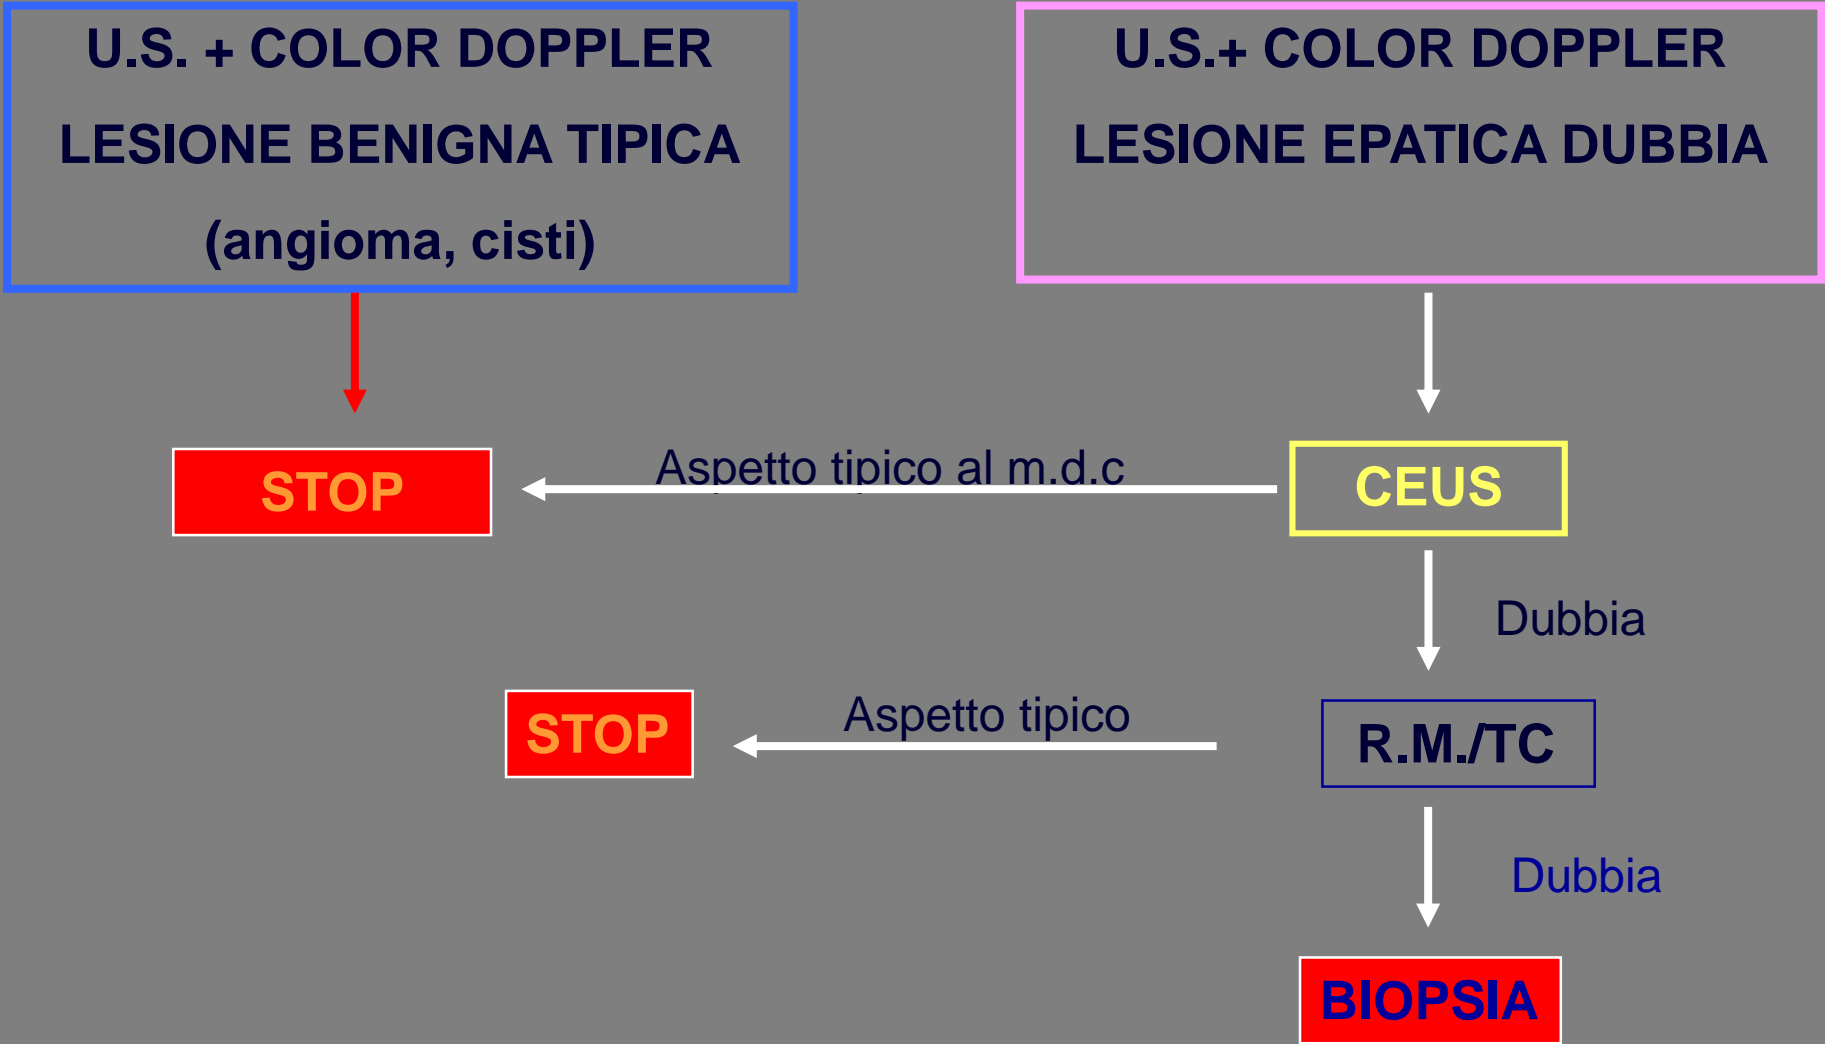 U.S. + COLOR DOPPLER
LESIONE BENIGNA TIPICA
(angioma, cisti)
U.S.+ COLOR DOPPLER
LESIONE EPATICA DUBBIA
STOP
Aspetto tipico al m.d.c
CEUS
Dubbia
STOP
Aspetto tipico
R.M./TC
Dubbia
BIOPSIA